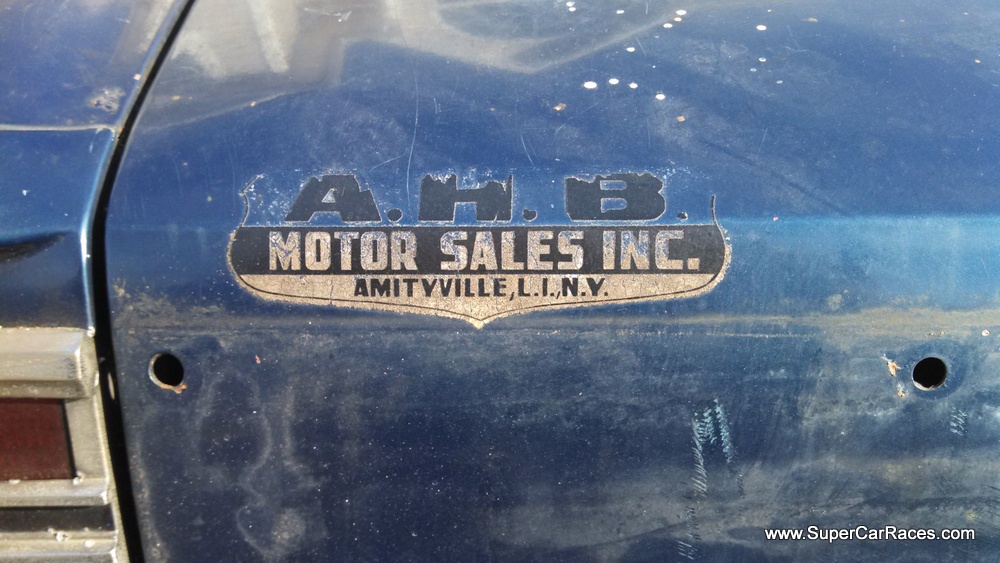 A.H.B.
MOTOR SALES INC.
AMITYVILLE, L.I., N.Y.
www.SuperCarRaces.com